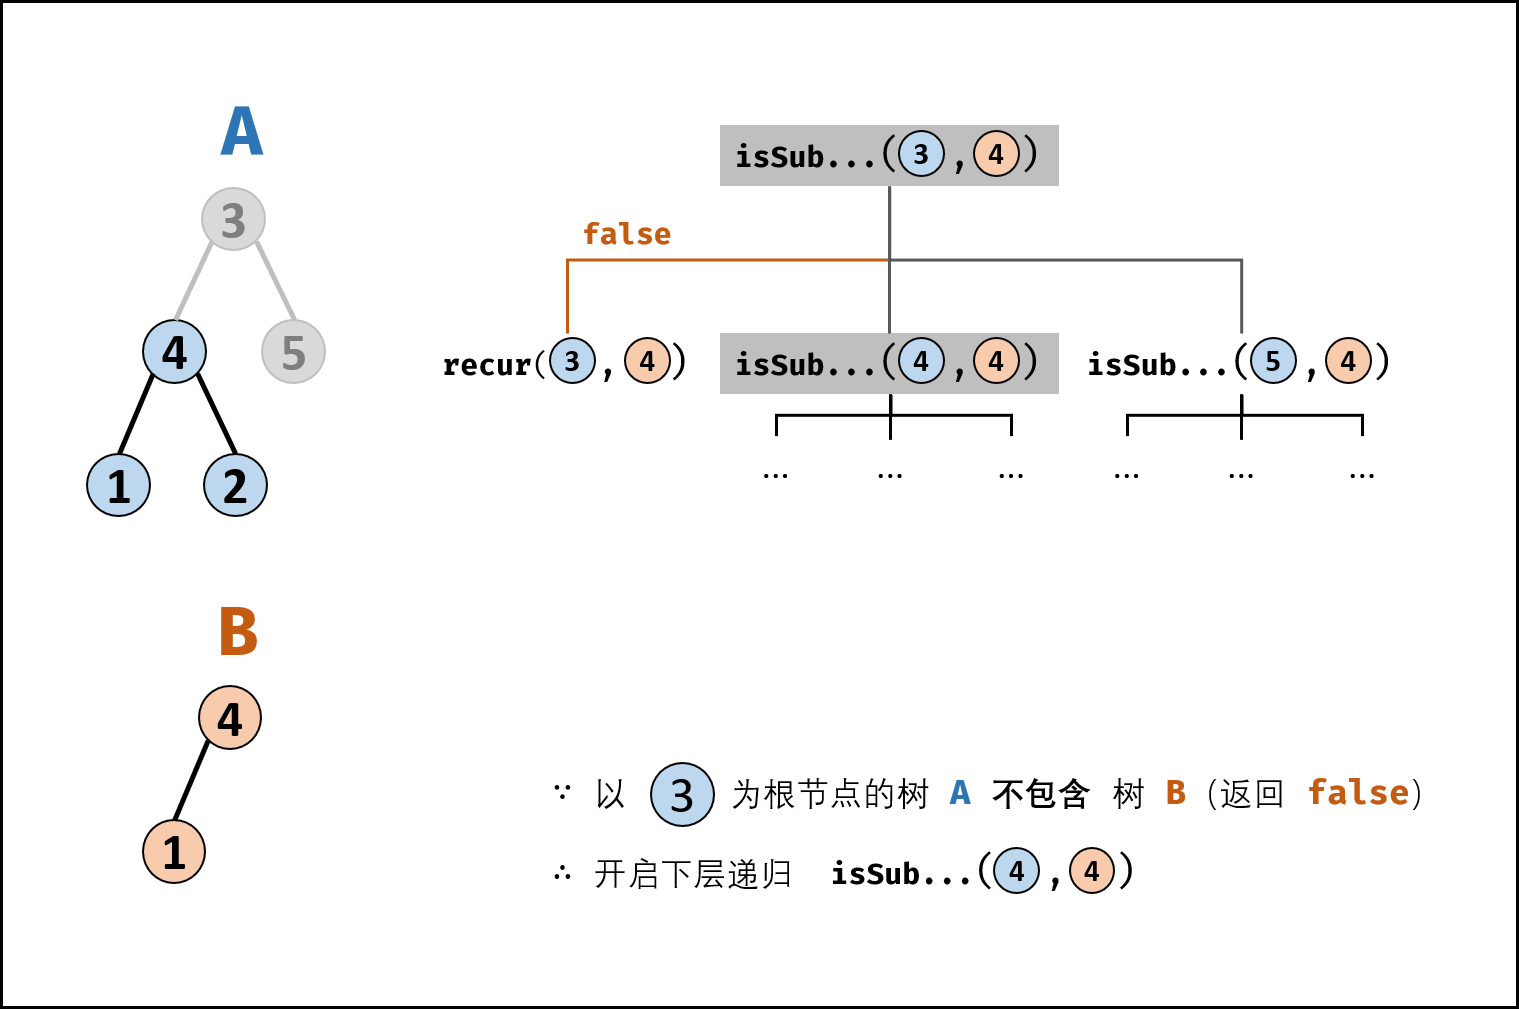 A
3
4
5
1
2
B
4
1
isSub...(3,4)
false
recur(3,4)
isSub...(4,4)
isSub...(5,4)
... ... ... ... ... ...
∵ 以 3 为根节点的树 A 不包含 树 B (返回 false)
∴ 开启下层递归 isSub...(4,4)